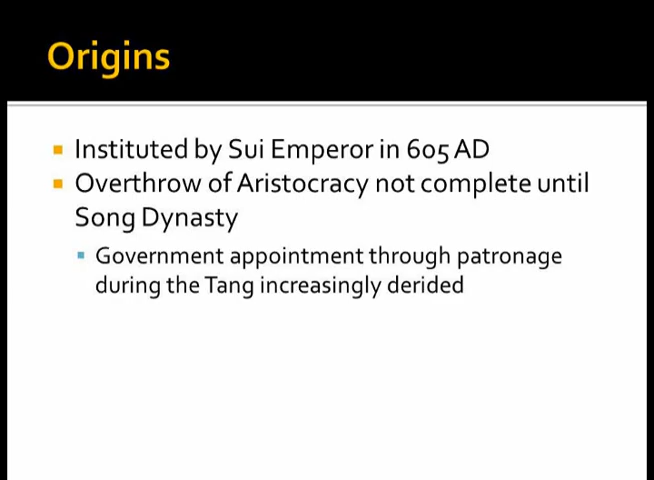 Origins
Instituted by Sui Emperor in 605 AD
Overthrow of Aristocracy not complete until
Song Dynasty
Government appointment through patronage
during the Tang increasingly derided